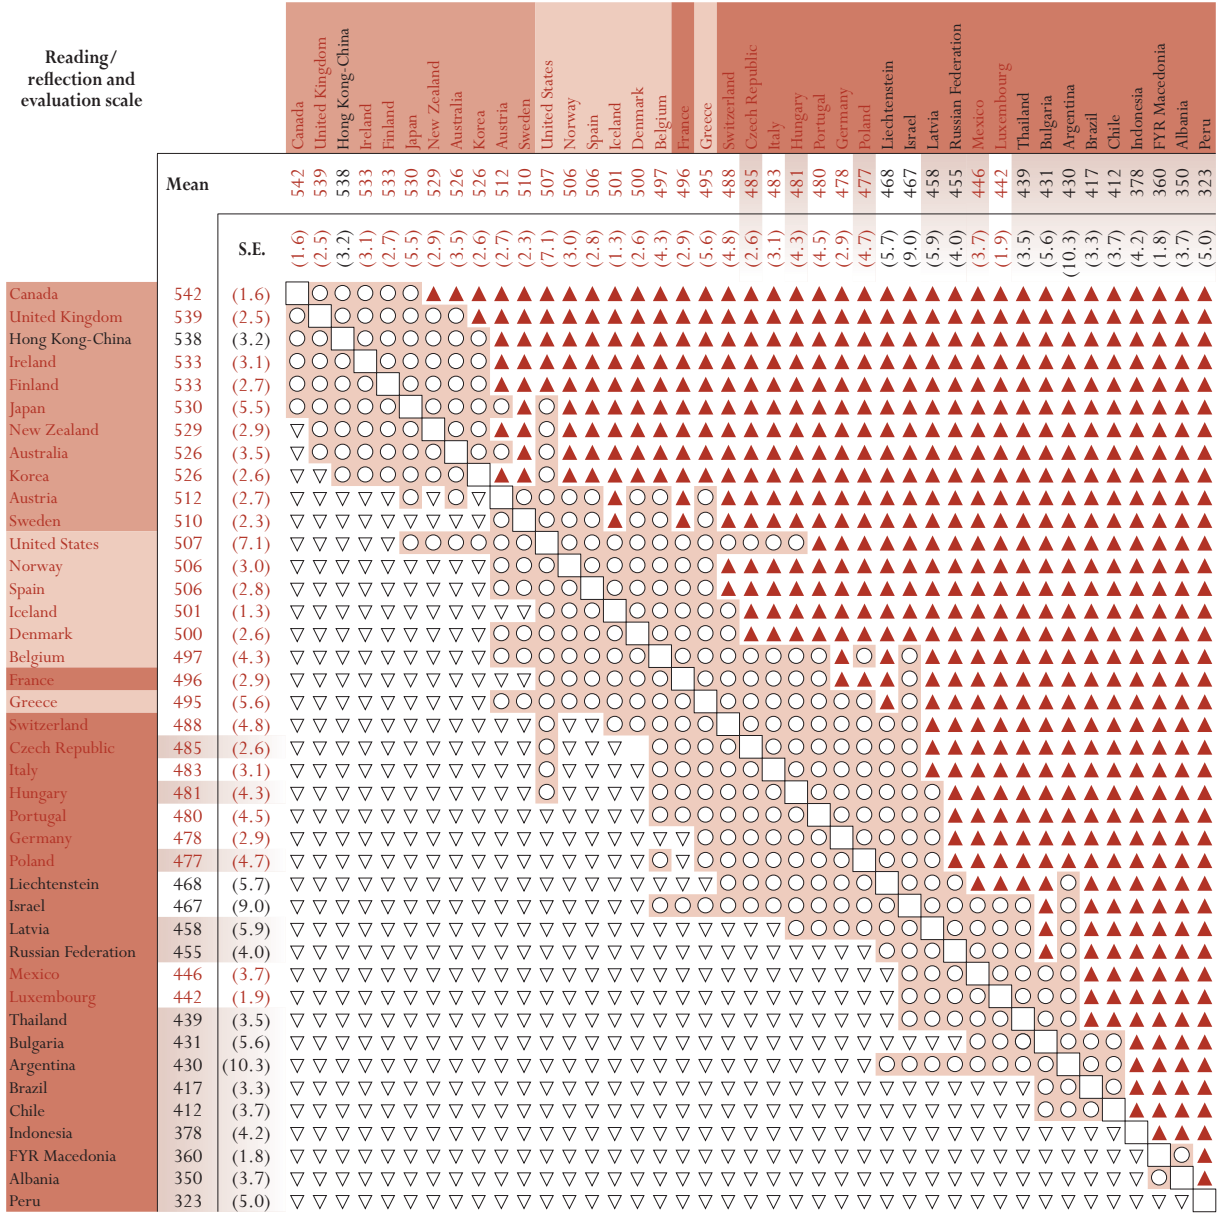 Reading/
reflection and
evaluation scale
Canada
United Kingdom
Hong Kong-China
Ireland
Finland
Japan
New Zealand
Australia
Korea
Austria
Sweden
United States
Norway
Spain
Iceland
Denmark
Belgium
France
Greece
Switzerland
Czech Republic
Italy
Hungary
Portugal
Germany
Poland
Liechtenstein
Israel
Latvia
Russian Federation
Mexico
Luxembourg
Thailand
Bulgaria
Argentina
Brazil
Chile
Indonesia
FYR Macedonia
Albania
Peru
Mean 542 539 538 533 533 530 529 526 526 512 510 507 506 506 501 500 497 496 495 488 485 483 481 480 478 477 468 467 458 455 446 442 439 431 430 417 412 378 360 350 323
S.E. (1.6) (2.5) (3.2) (3.1) (2.7) (5.5) (2.9) (3.5) (2.6) (2.7) (2.3) (7.1) (3.0) (2.8) (1.3) (2.6) (4.3) (2.9) (5.6) (4.8) (2.6) (3.1) (4.3) (4.5) (2.9) (4.7) (5.7) (9.0) (5.9) (4.0) (3.7) (1.9) (3.5) (5.6) (10.3) (3.3) (3.7) (4.2) (1.8) (3.7) (5.0)
Canada 542 (1.6)
United Kingdom 539 (2.5)
Hong Kong-China 538 (3.2)
Ireland 533 (3.1)
Finland 533 (2.7)
Japan 530 (5.5)
New Zealand 529 (2.9)
Australia 526 (3.5)
Korea 526 (2.6)
Austria 512 (2.7)
Sweden 510 (2.3)
United States 507 (7.1)
Norway 506 (3.0)
Spain 506 (2.8)
Iceland 501 (1.3)
Denmark 500 (2.6)
Belgium 497 (4.3)
France 496 (2.9)
Greece 495 (5.6)
Switzerland 488 (4.8)
Czech Republic 485 (2.6)
Italy 483 (3.1)
Hungary 481 (4.3)
Portugal 480 (4.5)
Germany 478 (2.9)
Poland 477 (4.7)
Liechtenstein 468 (5.7)
Israel 467 (9.0)
Latvia 458 (5.9)
Russian Federation 455 (4.0)
Mexico 446 (3.7)
Luxembourg 442 (1.9)
Thailand 439 (3.5)
Bulgaria 431 (5.6)
Argentina 430 (10.3)
Brazil 417 (3.3)
Chile 412 (3.7)
Indonesia 378 (4.2)
FYR Macedonia 360 (1.8)
Albania 350 (3.7)
Peru 323 (5.0)